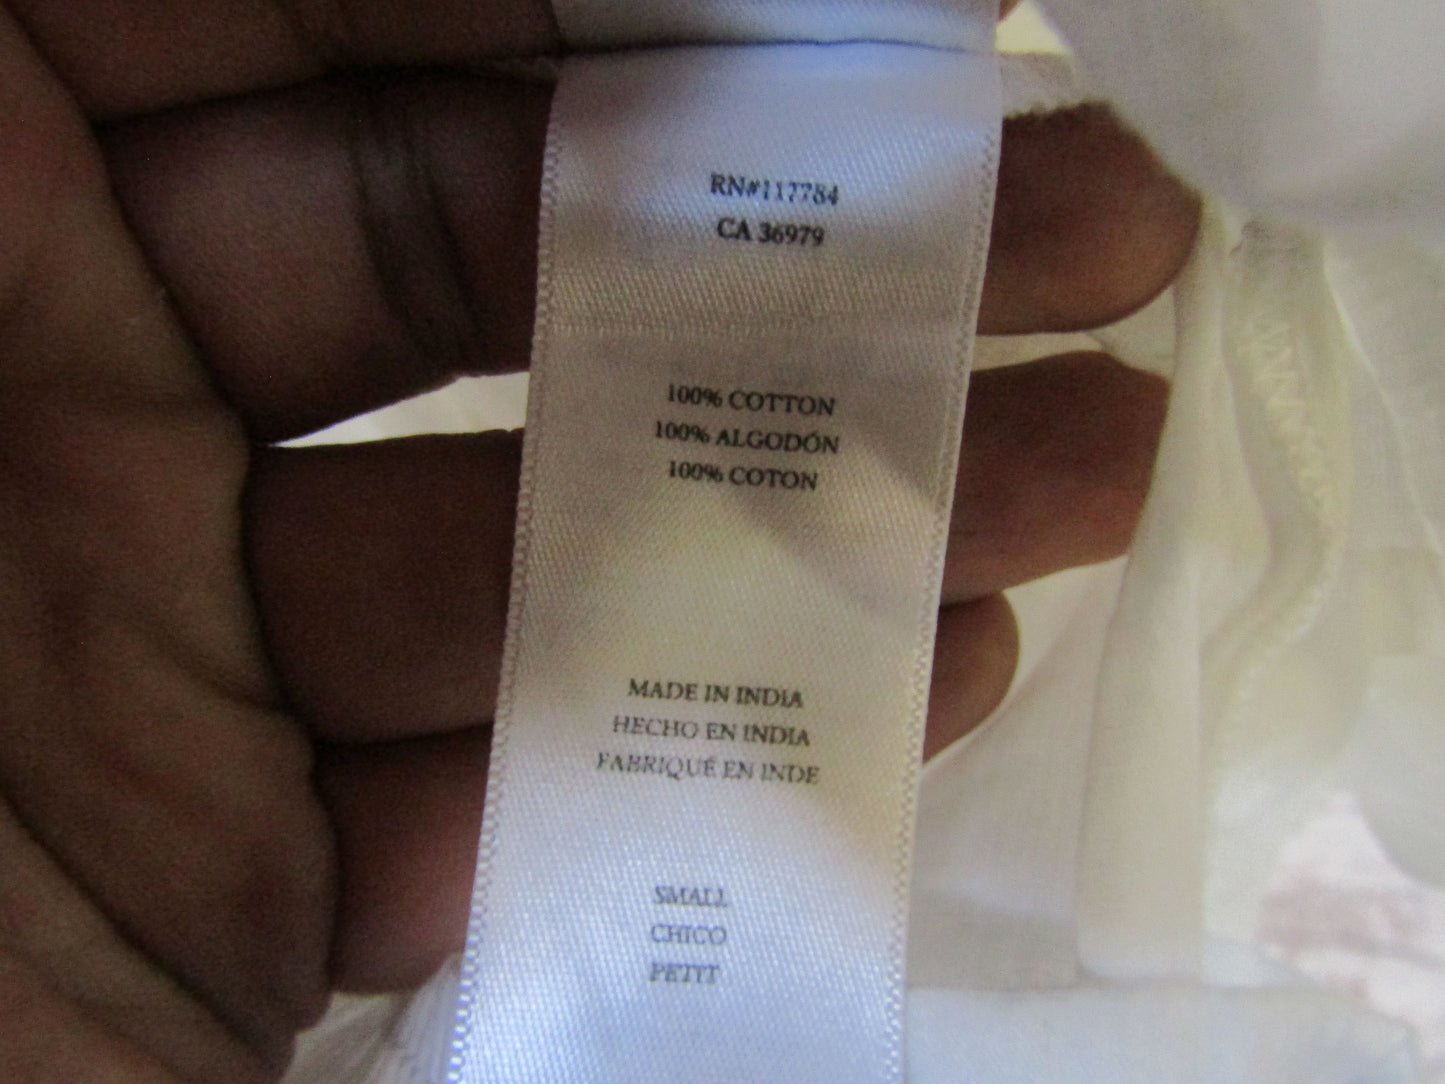 RN#117784
CA 36979
100% COTTON
100% ALGODÓN
100% COTON
MADE IN INDIA
HECHO EN INDIA
FABRIQUÉ EN INDE
SMALL
CHICO
PETIT